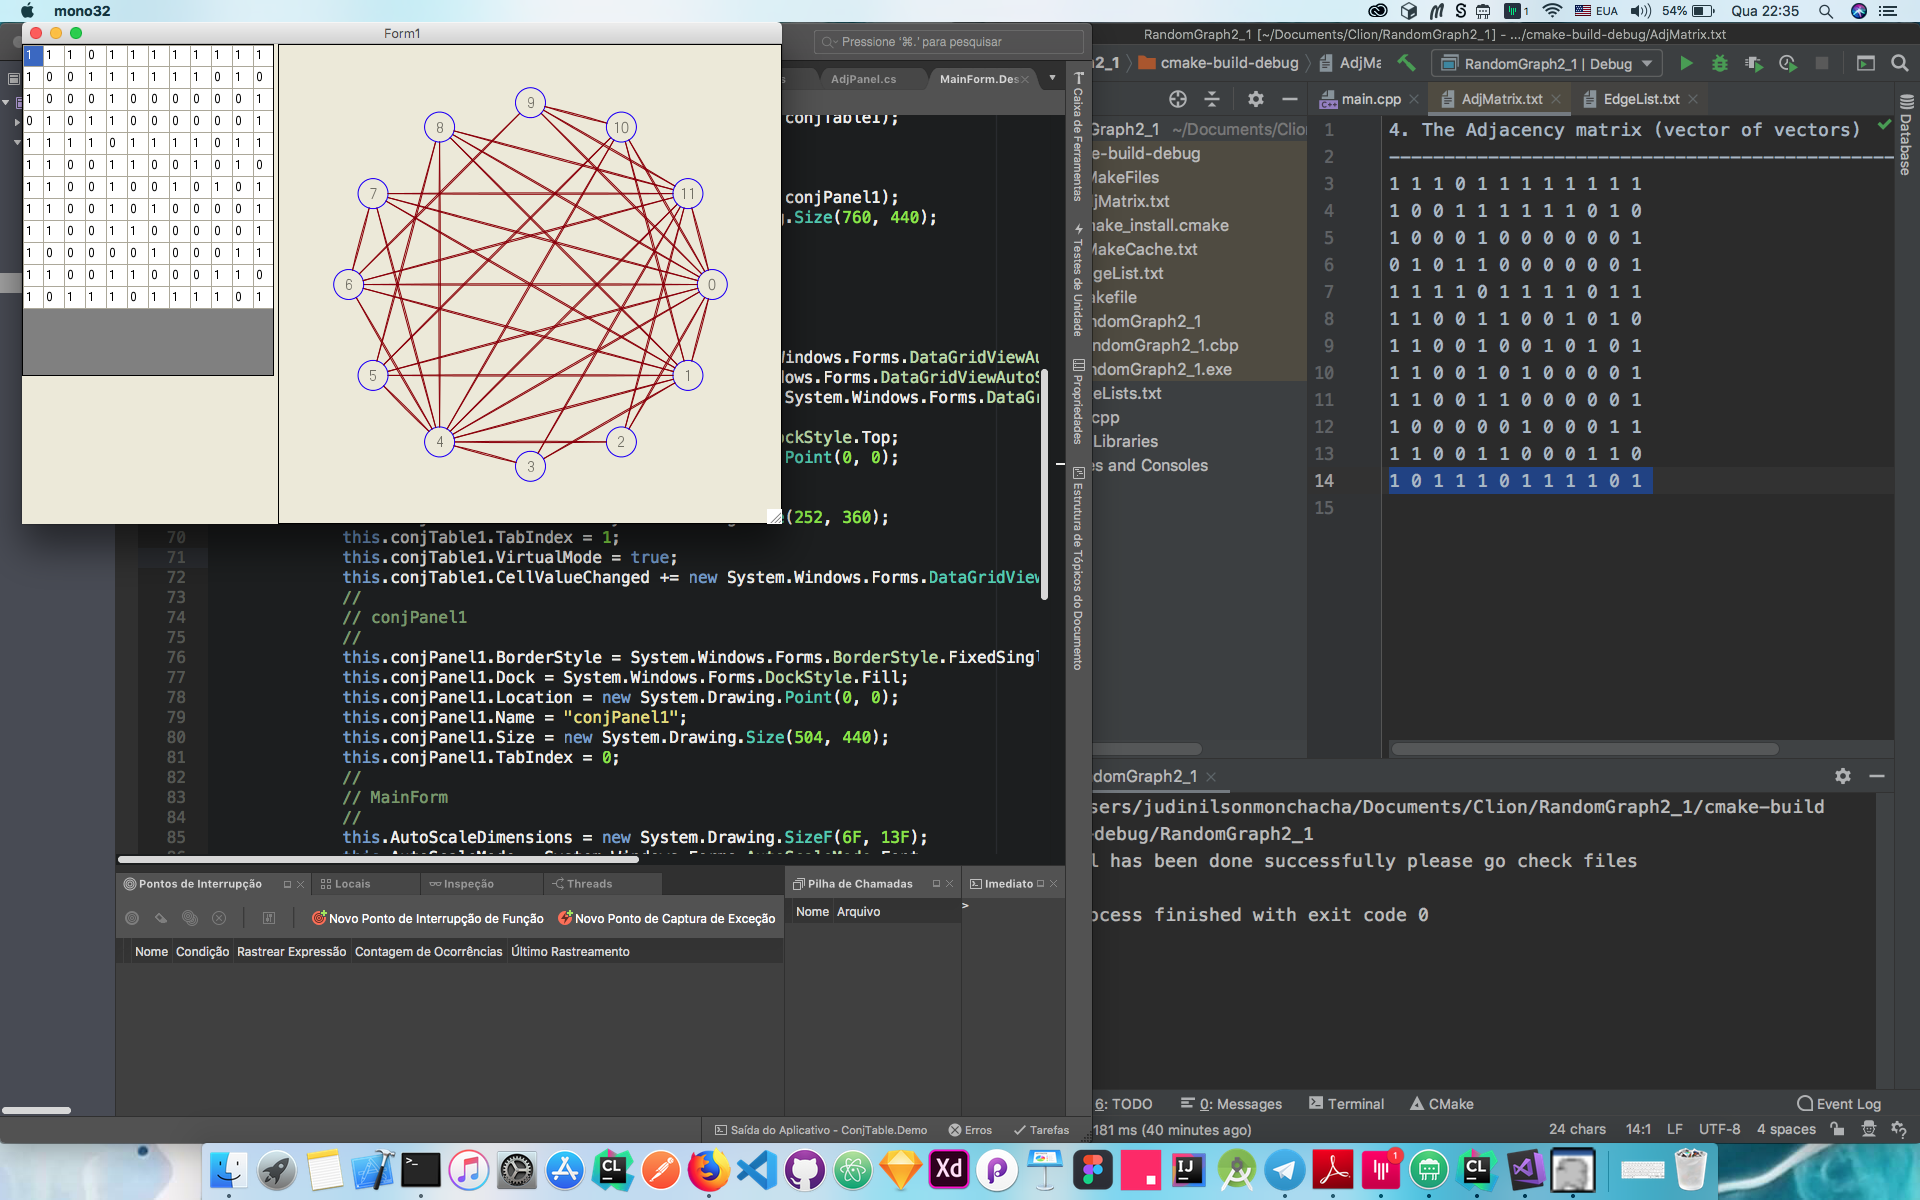 mono32
1
EUA
54%
Qua 22:35
Form1
1 1 1 0 1 1 1 1 1 1 1 1
1 0 0 1 1 1 1 1 1 0 1 0
1 0 0 0 1 0 0 0 0 0 0 1
0 1 0 1 1 0 0 0 0 0 0 1
1 1 1 1 0 1 1 1 1 0 1 1
1 1 0 0 1 1 0 0 1 0 1 0
1 1 0 0 1 0 0 1 0 1 0 1
1 1 0 0 1 0 1 0 0 0 0 1
1 1 0 0 1 1 0 0 0 0 0 1
1 0 0 0 0 0 1 0 0 0 1 1
1 1 0 0 1 1 0 0 0 1 1 0
1 0 1 1 1 0 1 1 1 1 0 1
9
8
10
7
11
6
0
5
1
4
2
3
Pressione '⌘.' para pesquisar
AdjPanel.cs
MainForm.Des
conjTable1);
conjPanel1);
.Size(760, 440);
Windows.Forms.DataGridViewAu
ows.Forms.DataGridViewAutoS
System.Windows.Forms.DataGr
ockStyle.Top;
Point(0, 0);
(252, 360);
70 this.conjTable1.TabIndex = 1;
71 this.conjTable1.VirtualMode = true;
72 this.conjTable1.CellValueChanged += new System.Windows.Forms.DataGridView
73 //
74 // conjPanel1
75 //
76 this.conjPanel1.BorderStyle = System.Windows.Forms.BorderStyle.FixedSingl
77 this.conjPanel1.Dock = System.Windows.Forms.DockStyle.Fill;
78 this.conjPanel1.Location = new System.Drawing.Point(0, 0);
79 this.conjPanel1.Name = "conjPanel1";
80 this.conjPanel1.Size = new System.Drawing.Size(504, 440);
81 this.conjPanel1.TabIndex = 0;
82 //
83 // MainForm
84 //
85 this.AutoScaleDimensions = new System.Drawing.SizeF(6F, 13F);
Caixa de Ferramentas
Testes de Unidade
Propriedades
Estrutura de Tópicos do Documento
Pontos de Interrupção
Locais
Inspeção
Threads
Pilha de Chamadas
Imediato
Novo Ponto de Interrupção de Função
Novo Ponto de Captura de Exceção
Nome Arquivo
>
Nome Condição Rastrear Expressão Contagem de Ocorrências Último Rastreamento
Saída do Aplicativo - ConjTable.Demo
Erros
Tarefas
RandomGraph2_1 [~/Documents/Clion/RandomGraph2_1] - .../cmake-build-debug/AdjMatrix.txt
2_1
cmake-build-debug
AdjMa
RandomGraph2_1 | Debug
main.cpp
AdjMatrix.txt
EdgeList.txt
Graph2_1 ~/Documents/Clio
e-build-debug
MakeFiles
jMatrix.txt
ake_install.cmake
MakeCache.txt
geList.txt
akefile
ndomGraph2_1
ndomGraph2_1.cbp
ndomGraph2_1.exe
eLists.txt
cpp
Libraries
es and Consoles
1 4. The Adjacency matrix (vector of vectors)
2 -----------------------------------------------
3 1 1 1 0 1 1 1 1 1 1 1 1
4 1 0 0 1 1 1 1 1 1 0 1 0
5 1 0 0 0 1 0 0 0 0 0 0 1
6 0 1 0 1 1 0 0 0 0 0 0 1
7 1 1 1 1 0 1 1 1 1 0 1 1
8 1 1 0 0 1 1 0 0 1 0 1 0
9 1 1 0 0 1 0 0 1 0 1 0 1
10 1 1 0 0 1 0 1 0 0 0 0 1
11 1 1 0 0 1 1 0 0 0 0 0 1
12 1 0 0 0 0 0 1 0 0 0 1 1
13 1 1 0 0 1 1 0 0 0 1 1 0
14 1 0 1 1 1 0 1 1 1 1 0 1
15
Database
domGraph2_1
sers/judinilsonmonchacha/Documents/Clion/RandomGraph2_1/cmake-build
-debug/RandomGraph2_1
l has been done successfully please go check files
ocess finished with exit code 0
6: TODO
0: Messages
Terminal
CMake
Event Log
181 ms (40 minutes ago)
24 chars
14:1
LF
UTF-8
4 spaces
CL
Xd
IJ
1
CL